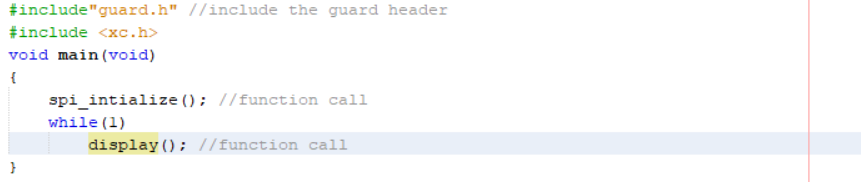 #include"guard.h" //include the guard header
#include <xc.h>
void main(void)
{
spi_intialize(); //function call
while(1)
display(); //function call
}